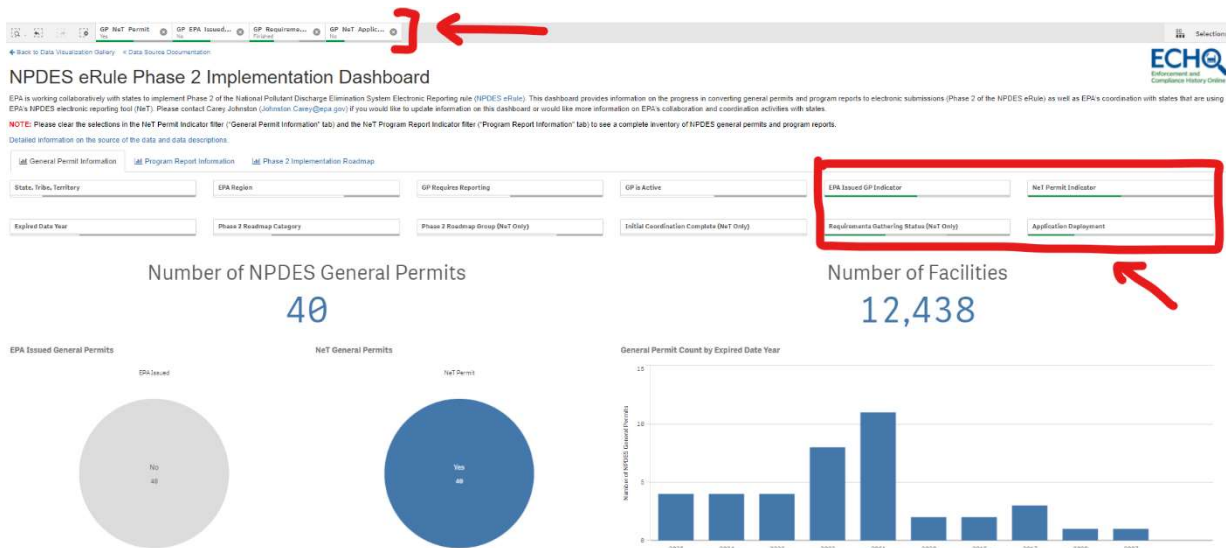 GP NeT Permit
Yes
GP EPA Issued...
No
GP Requireme...
GP NeT Applic...
No
Selections
Back to Data Visualization Gallery
Data Source Documentation
ECHO
Enforcement and
Compliance History Online
NPDES eRule Phase 2 Implementation Dashboard
EPA is working collaboratively with states to implement Phase 2 of the National Pollutant Discharge Elimination System Electronic Reporting rule (NPDES eRule). This dashboard provides information on the progress in converting general permits and program reports to electronic submissions (Phase 2 of the NPDES eRule) as well as EPA's coordination with states that are using
EPA's NPDES electronic reporting tool (NeT). Please contact Carey Johnston (Johnston.Carey@epa.gov) if you would like to update information on this dashboard or would like more information on EPA's collaboration and coordination activities with states.
NOTE: Please clear the selections in the NeT Permit Indicator filter ("General Permit Information" tab) and the NeT Program Report Indicator filter ("Program Report Information" tab) to see a complete inventory of NPDES general permits and program reports.
Detailed information on the source of the data and data descriptions.
General Permit Information
Program Report Information
Phase 2 Implementation Roadmap
State, Tribe, Territory
EPA Region
GP Requires Reporting
GP is Active
EPA Issued GP Indicator
NeT Permit Indicator
Expired Date Year
Phase 2 Roadmap Category
Phase 2 Roadmap Group (NeT Only)
Initial Coordination Complete (NeT Only)
Requirements Gathering Status (NeT Only)
Application Deployment
Number of NPDES General Permits
40
Number of Facilities
12,438
EPA Issued General Permits
NeT General Permits
General Permit Count by Expired Date Year
EPA Issued
NeT Permit
No
40
Yes
40
Number of NPDES General Permits
15
10
5
0